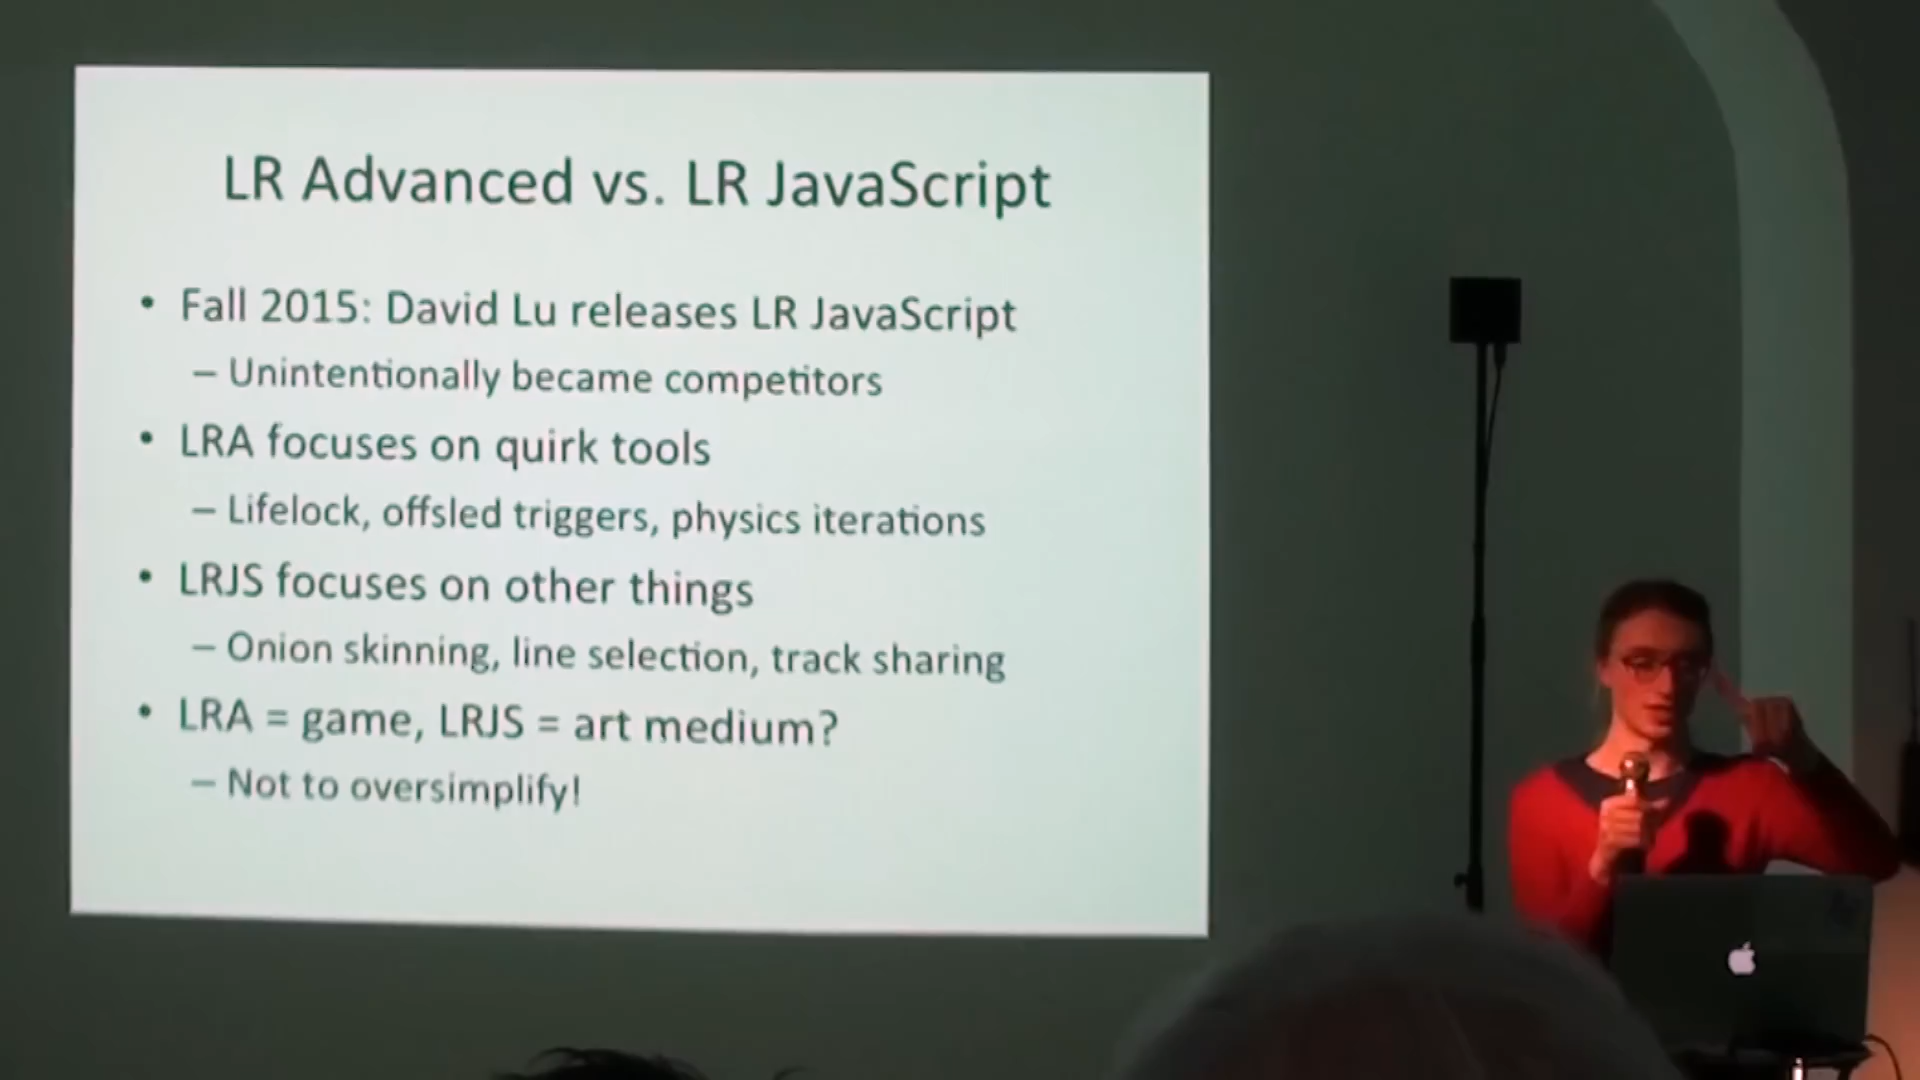 LR Advanced vs. LR JavaScript
• Fall 2015: David Lu releases LR JavaScript
– Unintentionally became competitors
• LRA focuses on quirk tools
– Lifelock, offsled triggers, physics iterations
• LRJS focuses on other things
– Onion skinning, line selection, track sharing
• LRA = game, LRJS = art medium?
– Not to oversimplify!